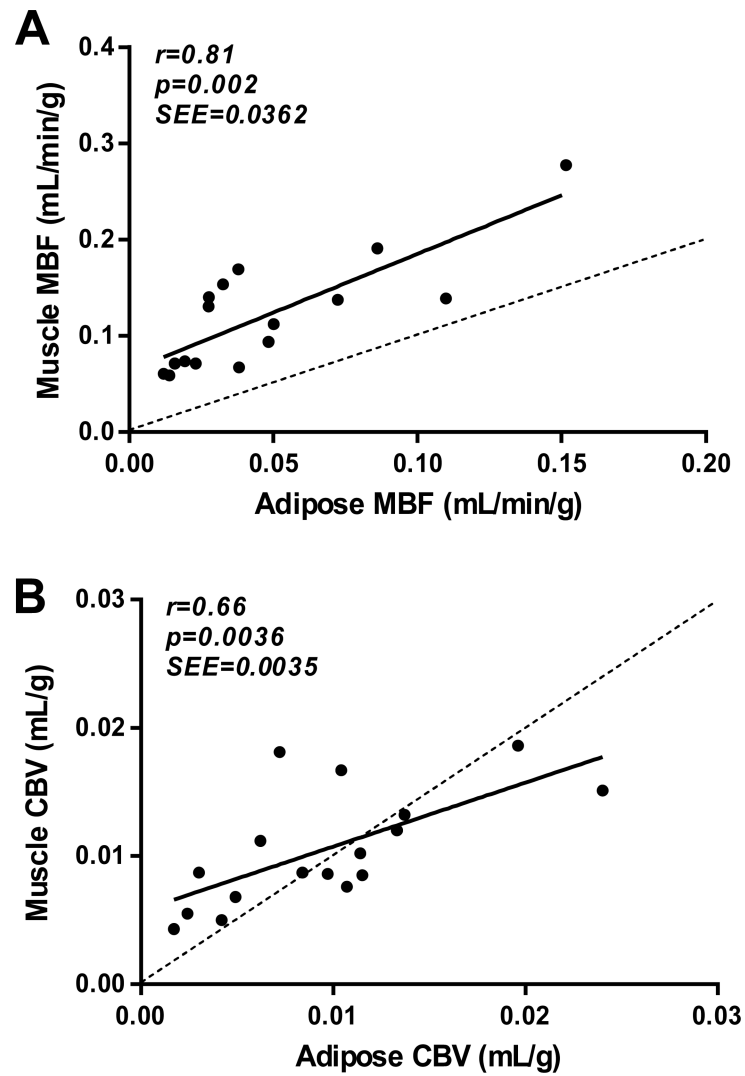 A
r=0.81
p=0.002
SEE=0.0362
0.4
0.3
0.2
0.1
0.0
Muscle MBF (mL/min/g)
0.00 0.05 0.10 0.15 0.20
Adipose MBF (mL/min/g)
B
r=0.66
p=0.0036
SEE=0.0035
0.03
0.02
0.01
0.00
Muscle CBV (mL/g)
0.00 0.01 0.02 0.03
Adipose CBV (mL/g)